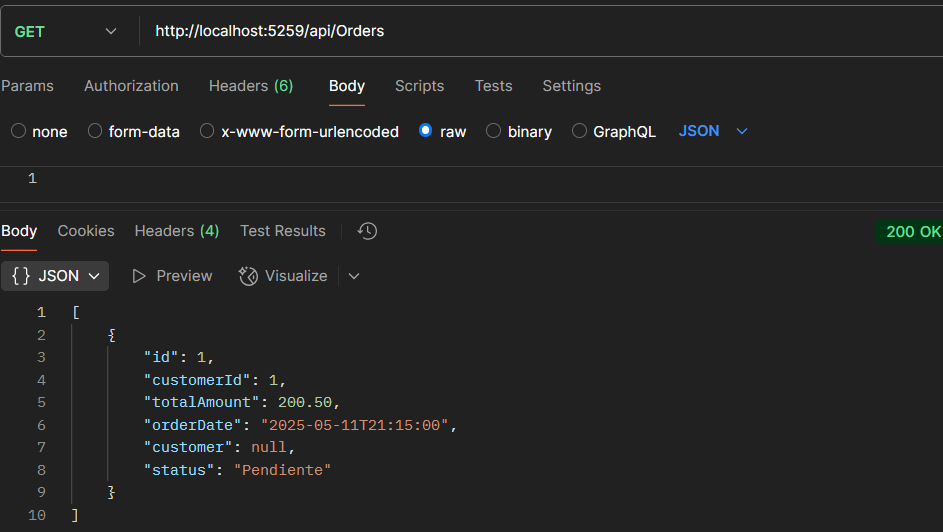 GET http://localhost:5259/api/Orders
Params Authorization Headers (6) Body Scripts Tests Settings
none form-data x-www-form-urlencoded raw binary GraphQL JSON
1
Body Cookies Headers (4) Test Results 200 OK
{} JSON Preview Visualize
1 [
2 {
3 "id": 1,
4 "customerId": 1,
5 "totalAmount": 200.50,
6 "orderDate": "2025-05-11T21:15:00",
7 "customer": null,
8 "status": "Pendiente"
9 }
10 ]